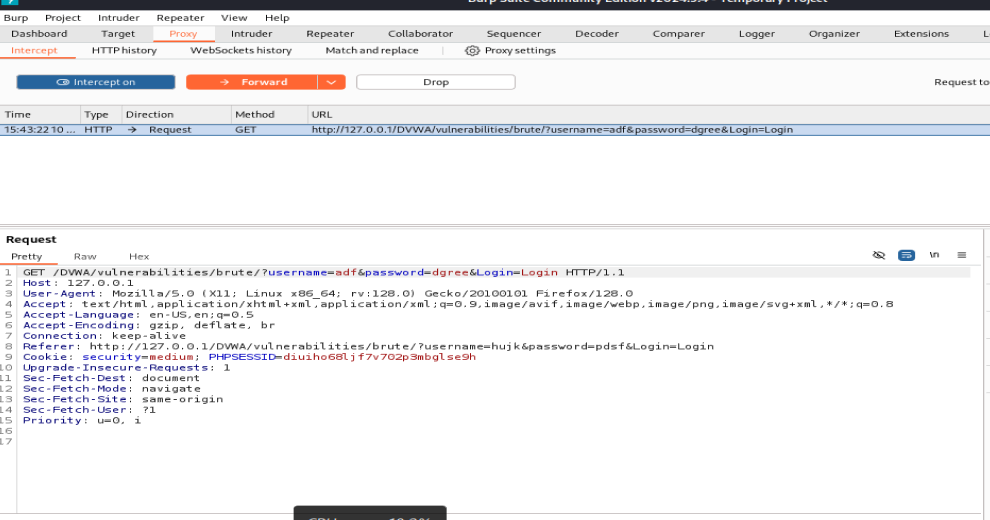 Burp Suite Community Edition v2024.9.4 - Temporary Project
Burp Project Intruder Repeater View Help
Dashboard Target Proxy Intruder Repeater Collaborator Sequencer Decoder Comparer Logger Organizer Extensions
Intercept HTTP history WebSockets history Match and replace Proxy settings
Intercept on → Forward Drop Request to
Time Type Direction Method URL
15:43:22 10 ... HTTP → Request GET http://127.0.0.1/DVWA/vulnerabilities/brute/?username=adf&password=dgree&Login=Login
Request
Pretty Raw Hex \n
1 GET /DVWA/vulnerabilities/brute/?username=adf&password=dgree&Login=Login HTTP/1.1
2 Host: 127.0.0.1
3 User-Agent: Mozilla/5.0 (X11; Linux x86_64; rv:128.0) Gecko/20100101 Firefox/128.0
4 Accept: text/html,application/xhtml+xml,application/xml;q=0.9,image/avif,image/webp,image/png,image/svg+xml,*/*;q=0.8
5 Accept-Language: en-US,en;q=0.5
6 Accept-Encoding: gzip, deflate, br
7 Connection: keep-alive
8 Referer: http://127.0.0.1/DVWA/vulnerabilities/brute/?username=hujk&password=pdsf&Login=Login
9 Cookie: security=medium; PHPSESSID=diuiho68ljf7v702p3mbglse9h
10 Upgrade-Insecure-Requests: 1
11 Sec-Fetch-Dest: document
12 Sec-Fetch-Mode: navigate
13 Sec-Fetch-Site: same-origin
14 Sec-Fetch-User: ?1
15 Priority: u=0, i
16
17